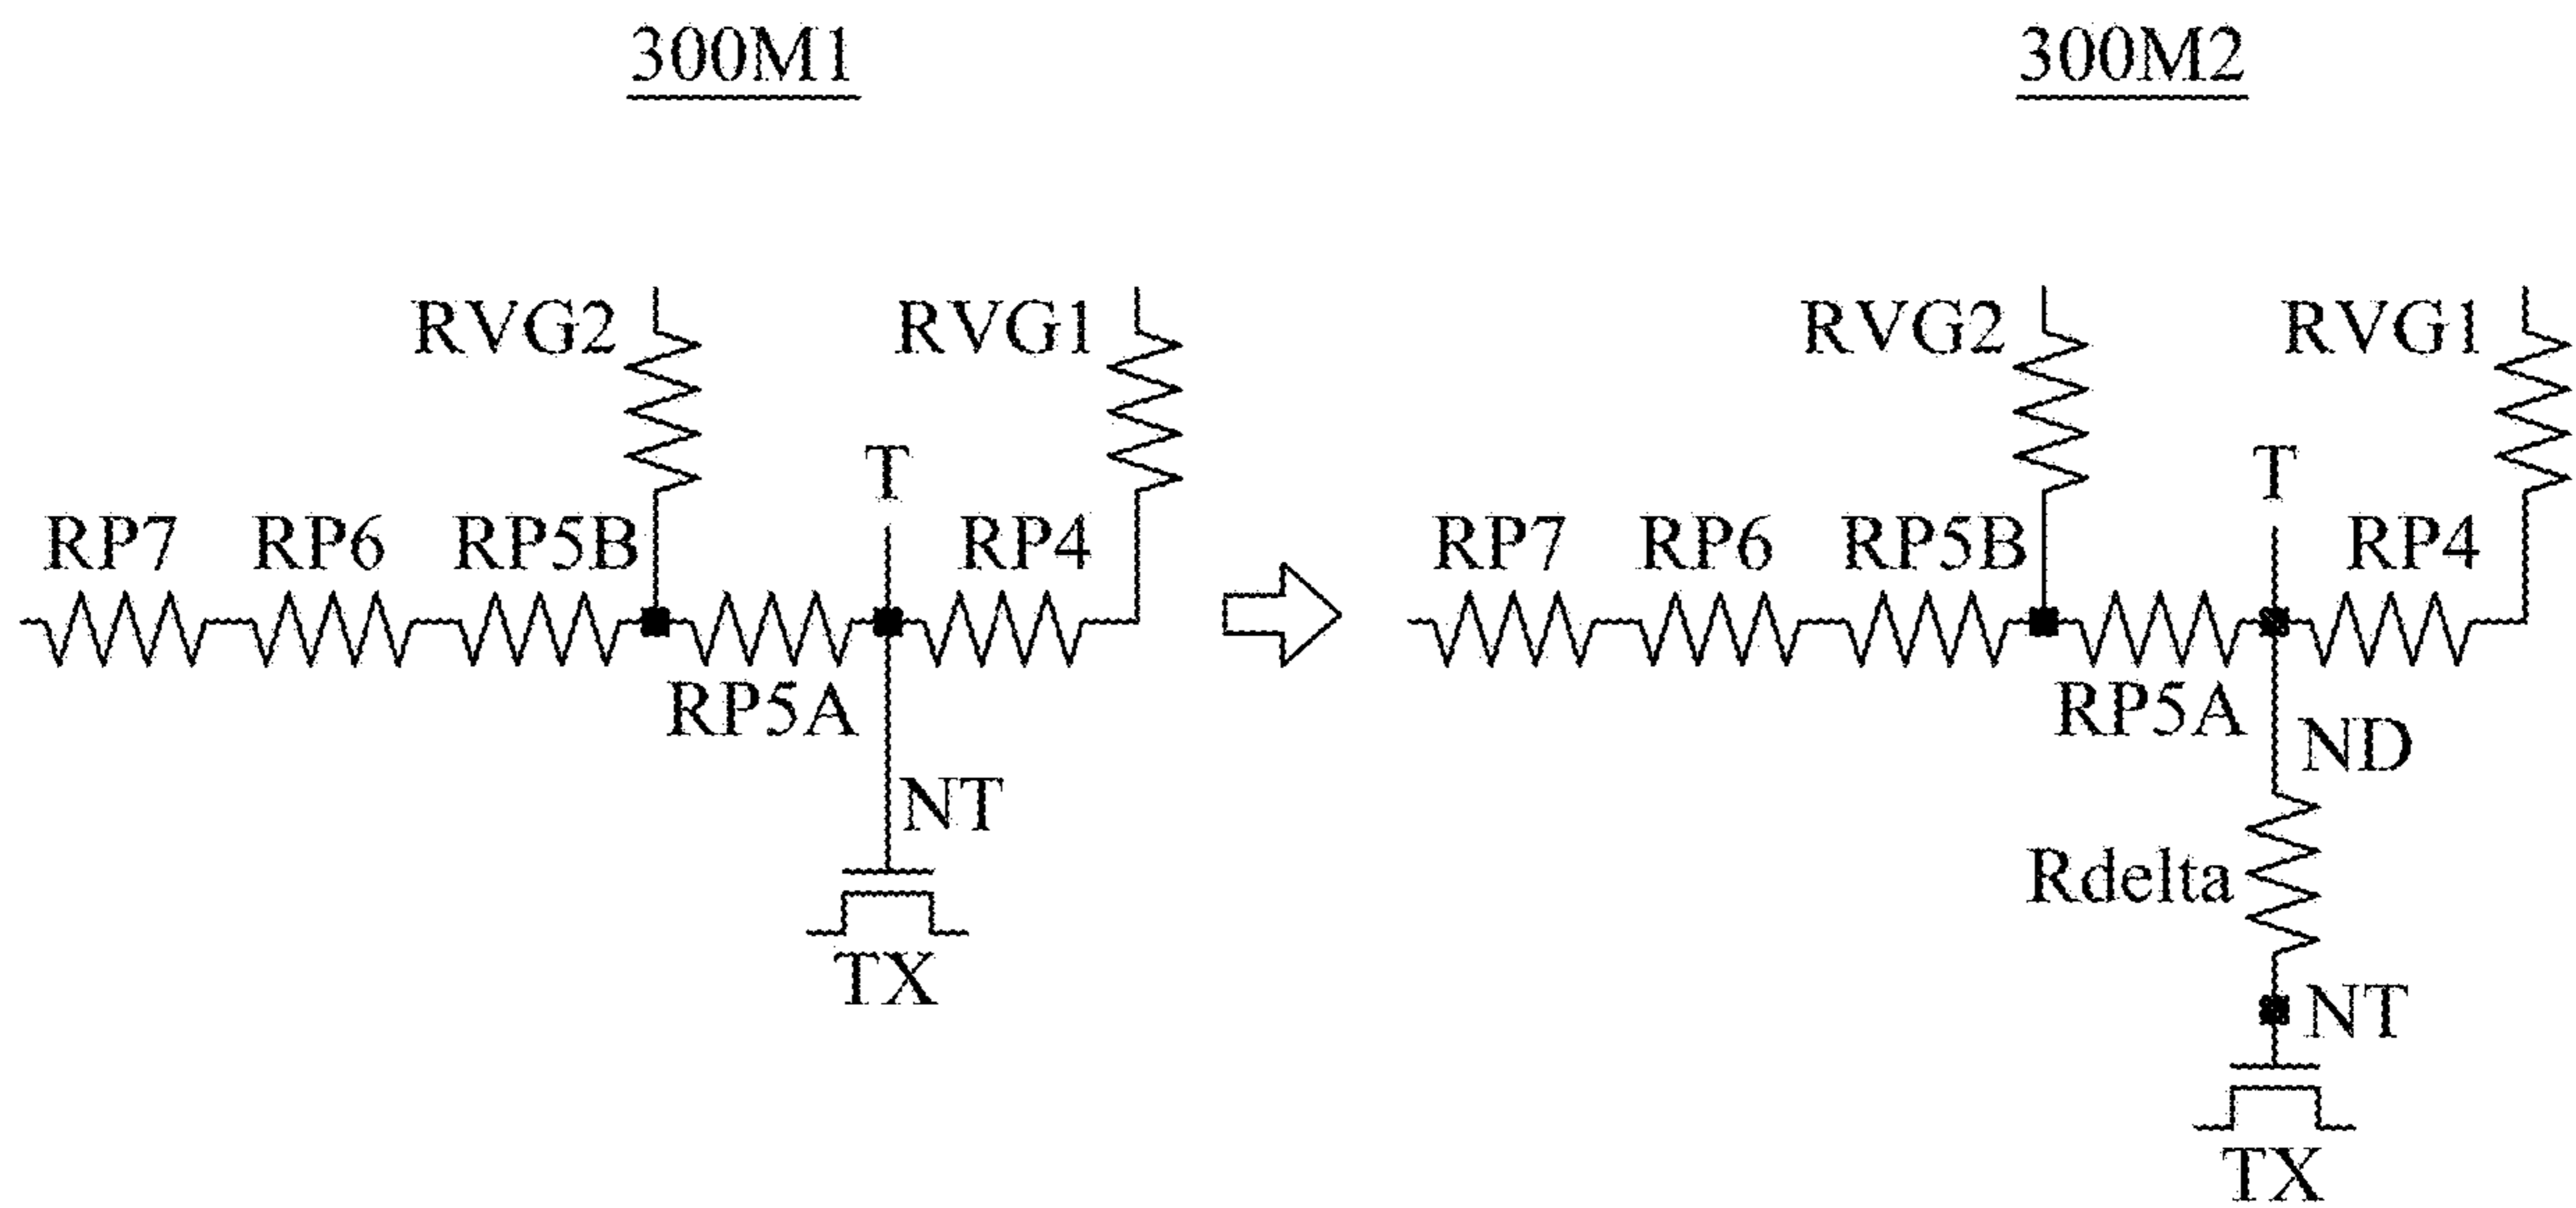 300M1
RVG2
RVG1
T
RP7
RP6
RP5B
RP4
RP5A
NT
TX
300M2
RVG2
RVG1
T
RP7
RP6
RP5B
RP4
RP5A
ND
Rdelta
NT
TX